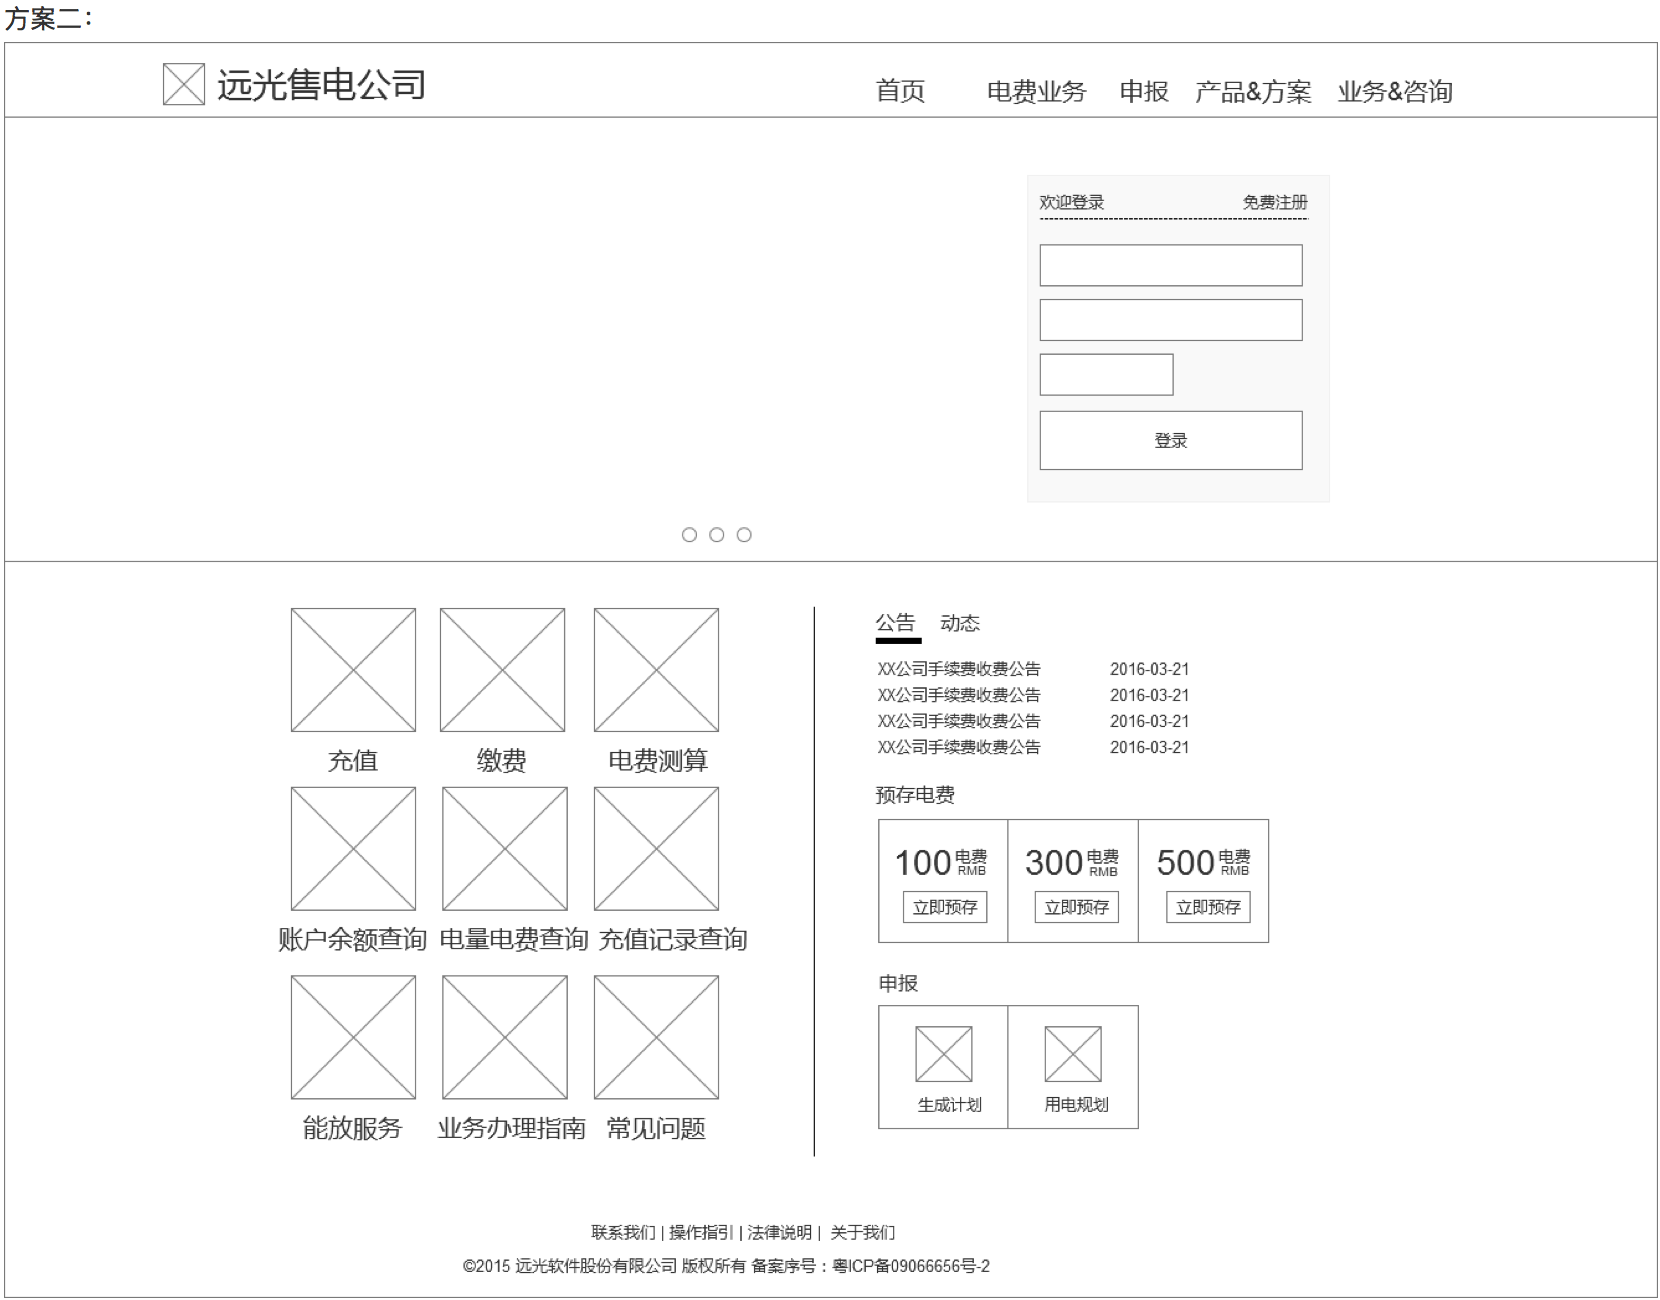 方案二：
远光售电公司
首页 电费业务 申报 产品&方案 业务&咨询
欢迎登录 免费注册
登录
充值 缴费 电费测算
账户余额查询 电量电费查询 充值记录查询
能放服务 业务办理指南 常见问题
公告 动态
XX公司手续费收费公告 2016-03-21
XX公司手续费收费公告 2016-03-21
XX公司手续费收费公告 2016-03-21
XX公司手续费收费公告 2016-03-21
预存电费
100 电费 RMB 300 电费 RMB 500 电费 RMB
立即预存 立即预存 立即预存
申报
生成计划 用电规划
联系我们 | 操作指引 | 法律说明 | 关于我们
©2015 远光软件股份有限公司 版权所有 备案序号：粤ICP备09066656号-2